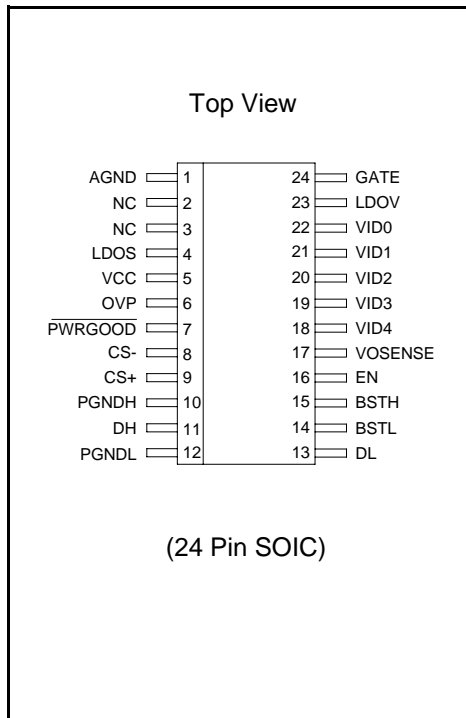 Top View
AGND 1 24 GATE
NC 2 23 LDOV
NC 3 22 VID0
LDOS 4 21 VID1
VCC 5 20 VID2
OVP 6 19 VID3
PWRGOOD 7 18 VID4
CS- 8 17 VOSENSE
CS+ 9 16 EN
PGNDH 10 15 BSTH
DH 11 14 BSTL
PGNDL 12 13 DL
(24 Pin SOIC)